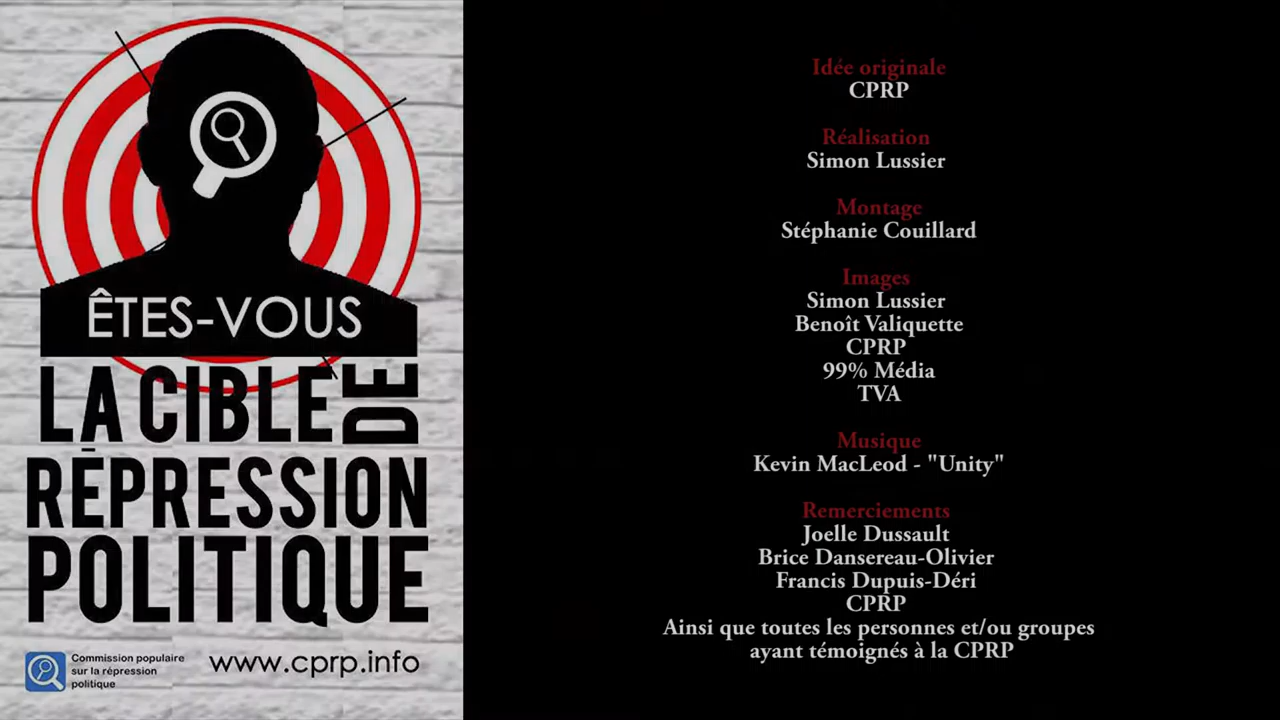 ÊTES-VOUS
LA CIBLE DE
RÉPRESSION
POLITIQUE
Commission populaire
sur la répression
politique
www.cprp.info
Idée originale
CPRP
Réalisation
Simon Lussier
Montage
Stéphanie Couillard
Images
Simon Lussier
Benoît Valiquette
CPRP
99% Média
TVA
Musique
Kevin MacLeod - "Unity"
Remerciements
Joelle Dussault
Brice Dansereau-Olivier
Francis Dupuis-Déri
CPRP
Ainsi que toutes les personnes et/ou groupes
ayant témoignés à la CPRP